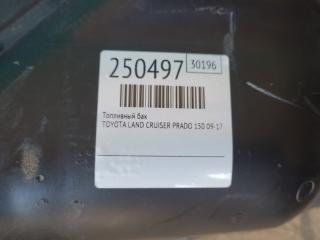 250497 30196
Топливный бак
TOYOTA LAND CRUISER PRADO 150 09-17